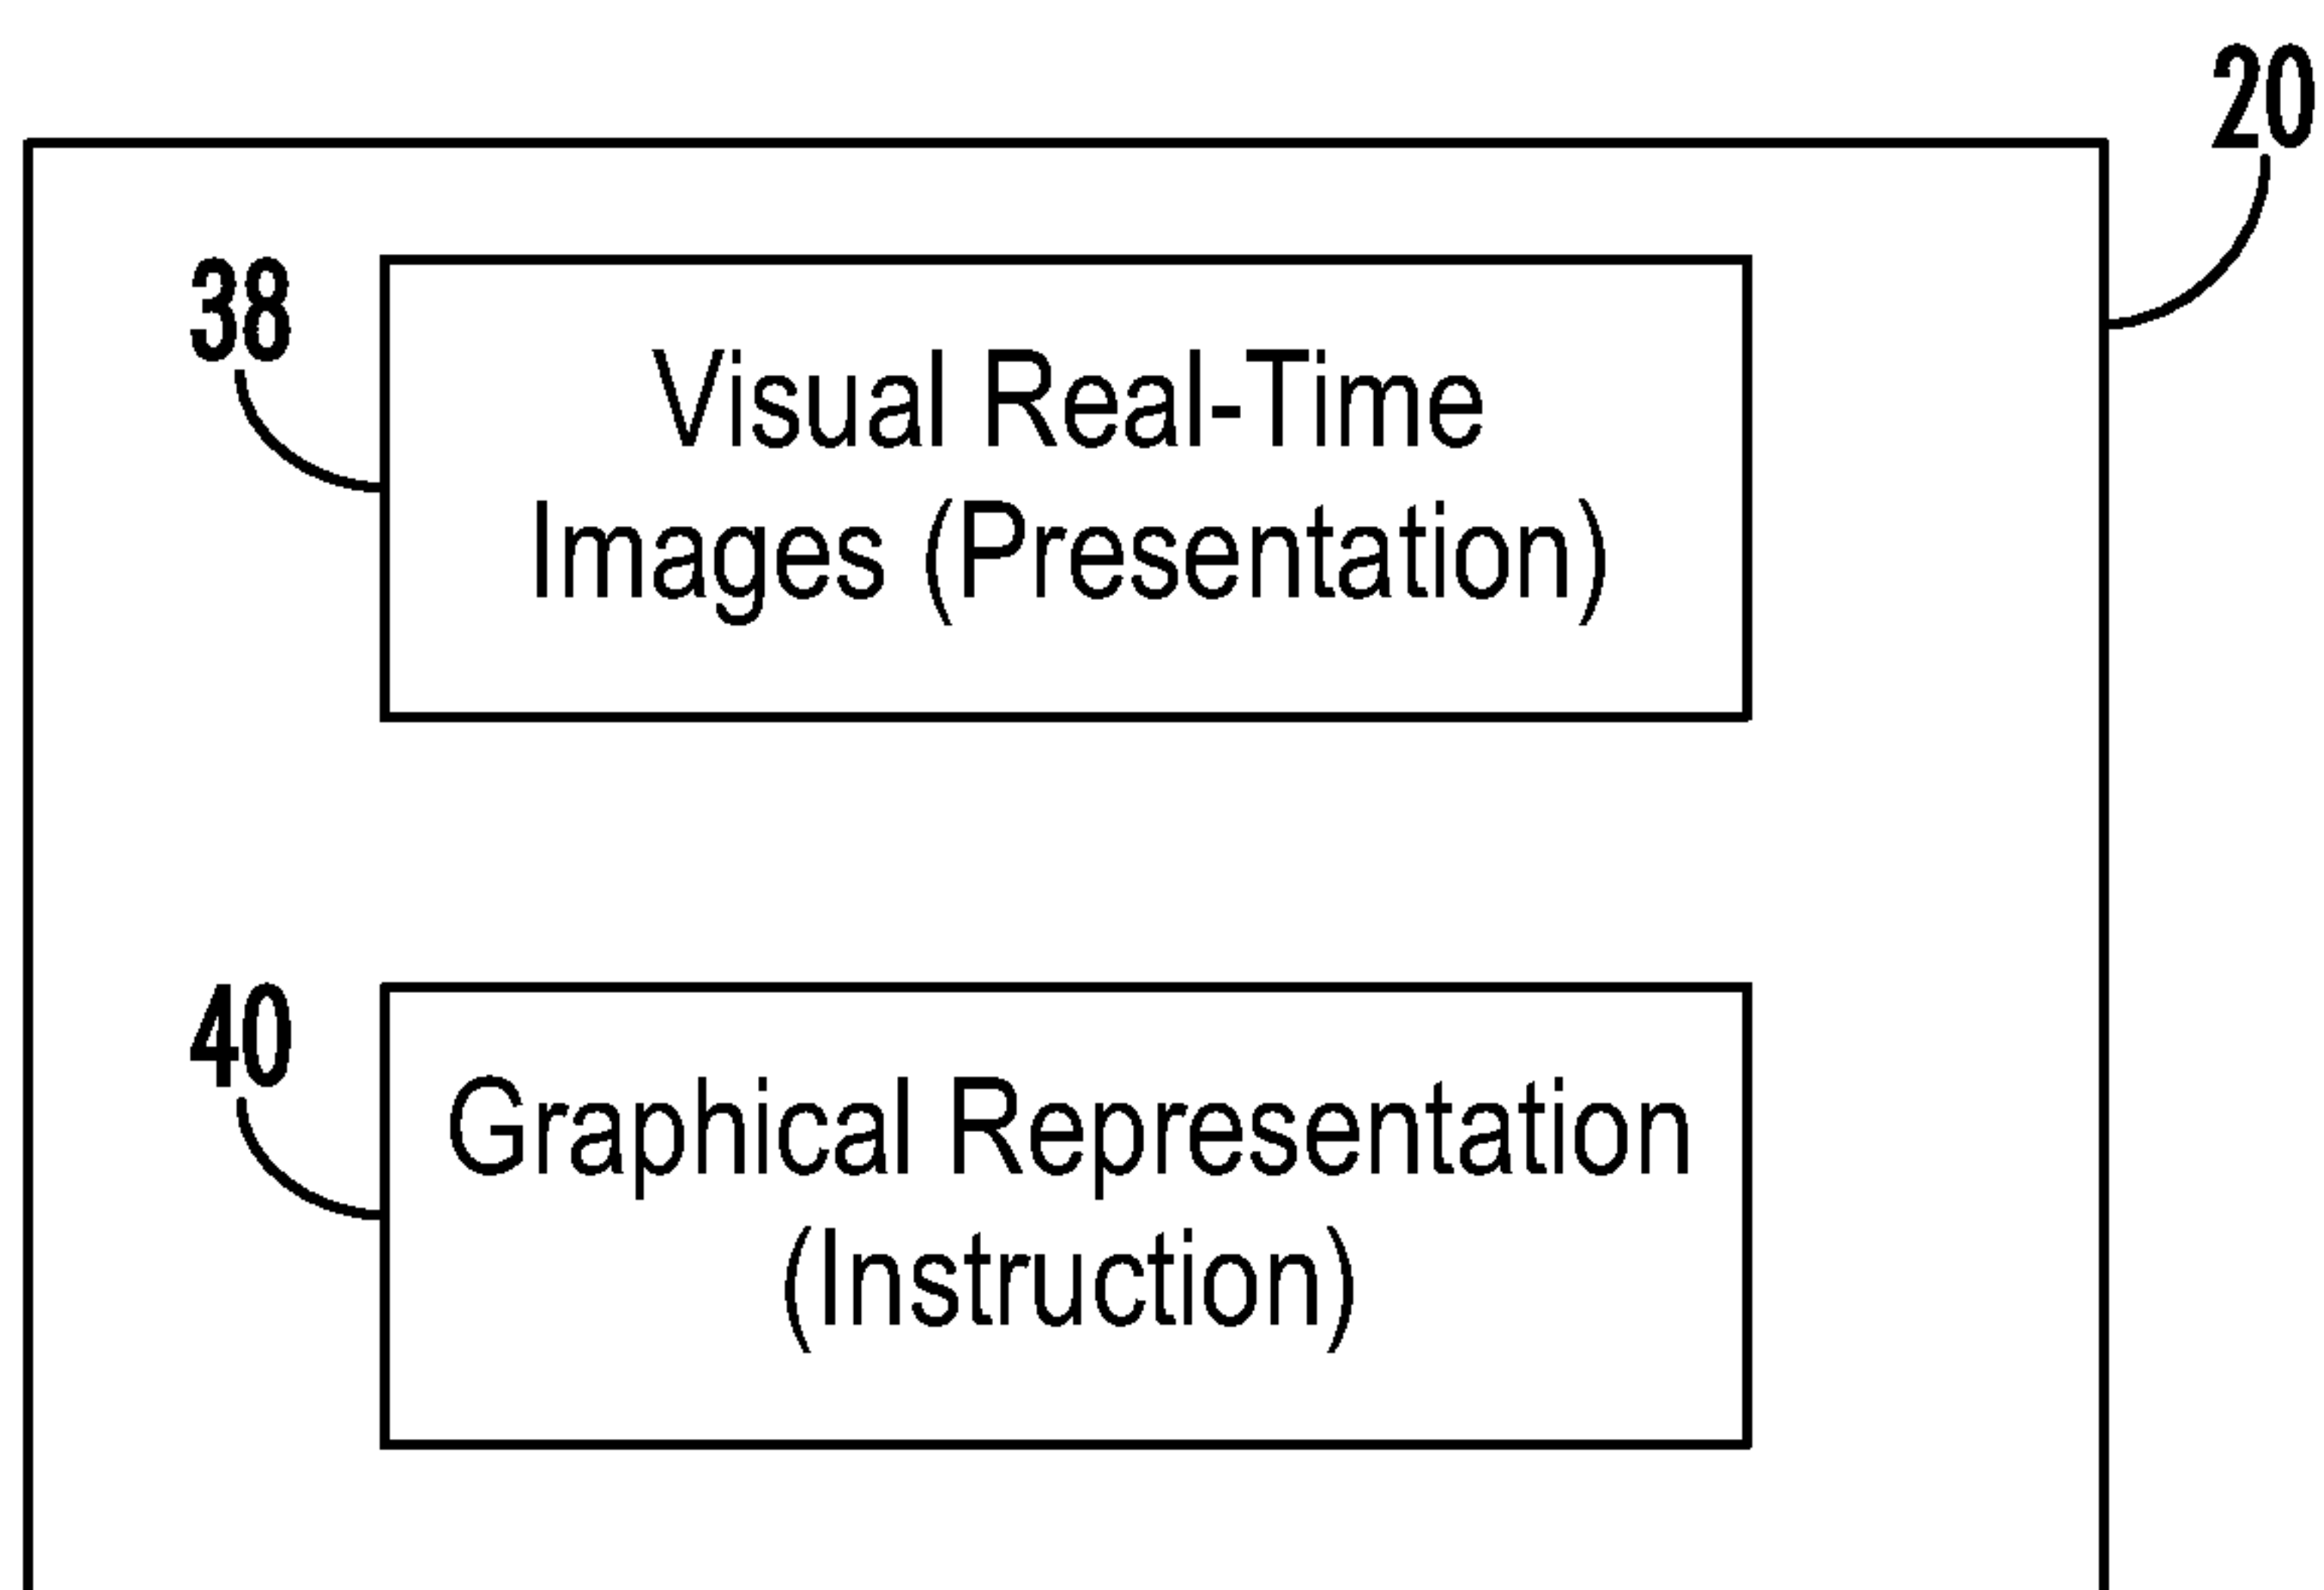 20
38
Visual Real-Time
Images (Presentation)
40
Graphical Representation
(Instruction)